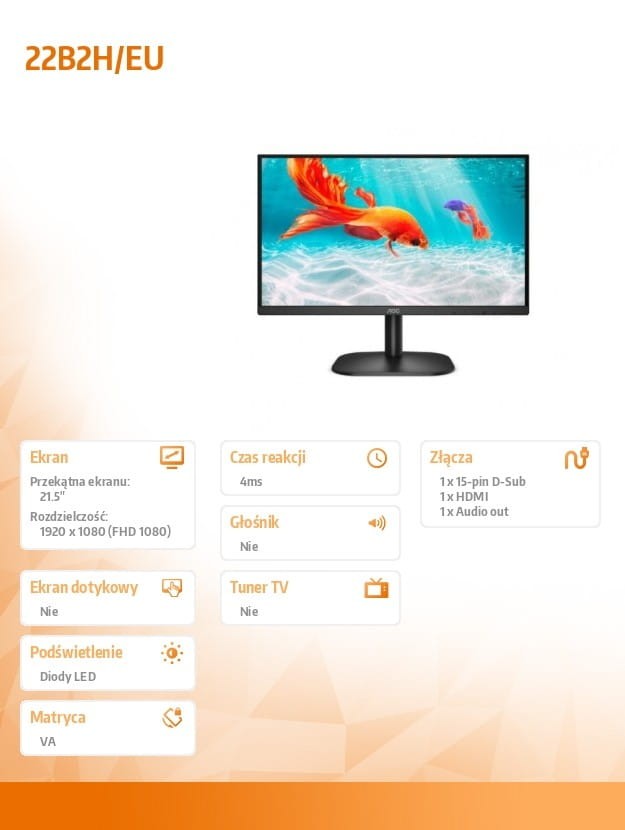 22B2H/EU
AOC
Ekran
Przekątna ekranu:
21.5"
Rozdzielczość:
1920 x 1080 (FHD 1080)
Czas reakcji
4ms
Złącza
1 x 15-pin D-Sub
1 x HDMI
1 x Audio out
Głośnik
Nie
Ekran dotykowy
Nie
Tuner TV
Nie
Podświetlenie
Diody LED
Matryca
VA